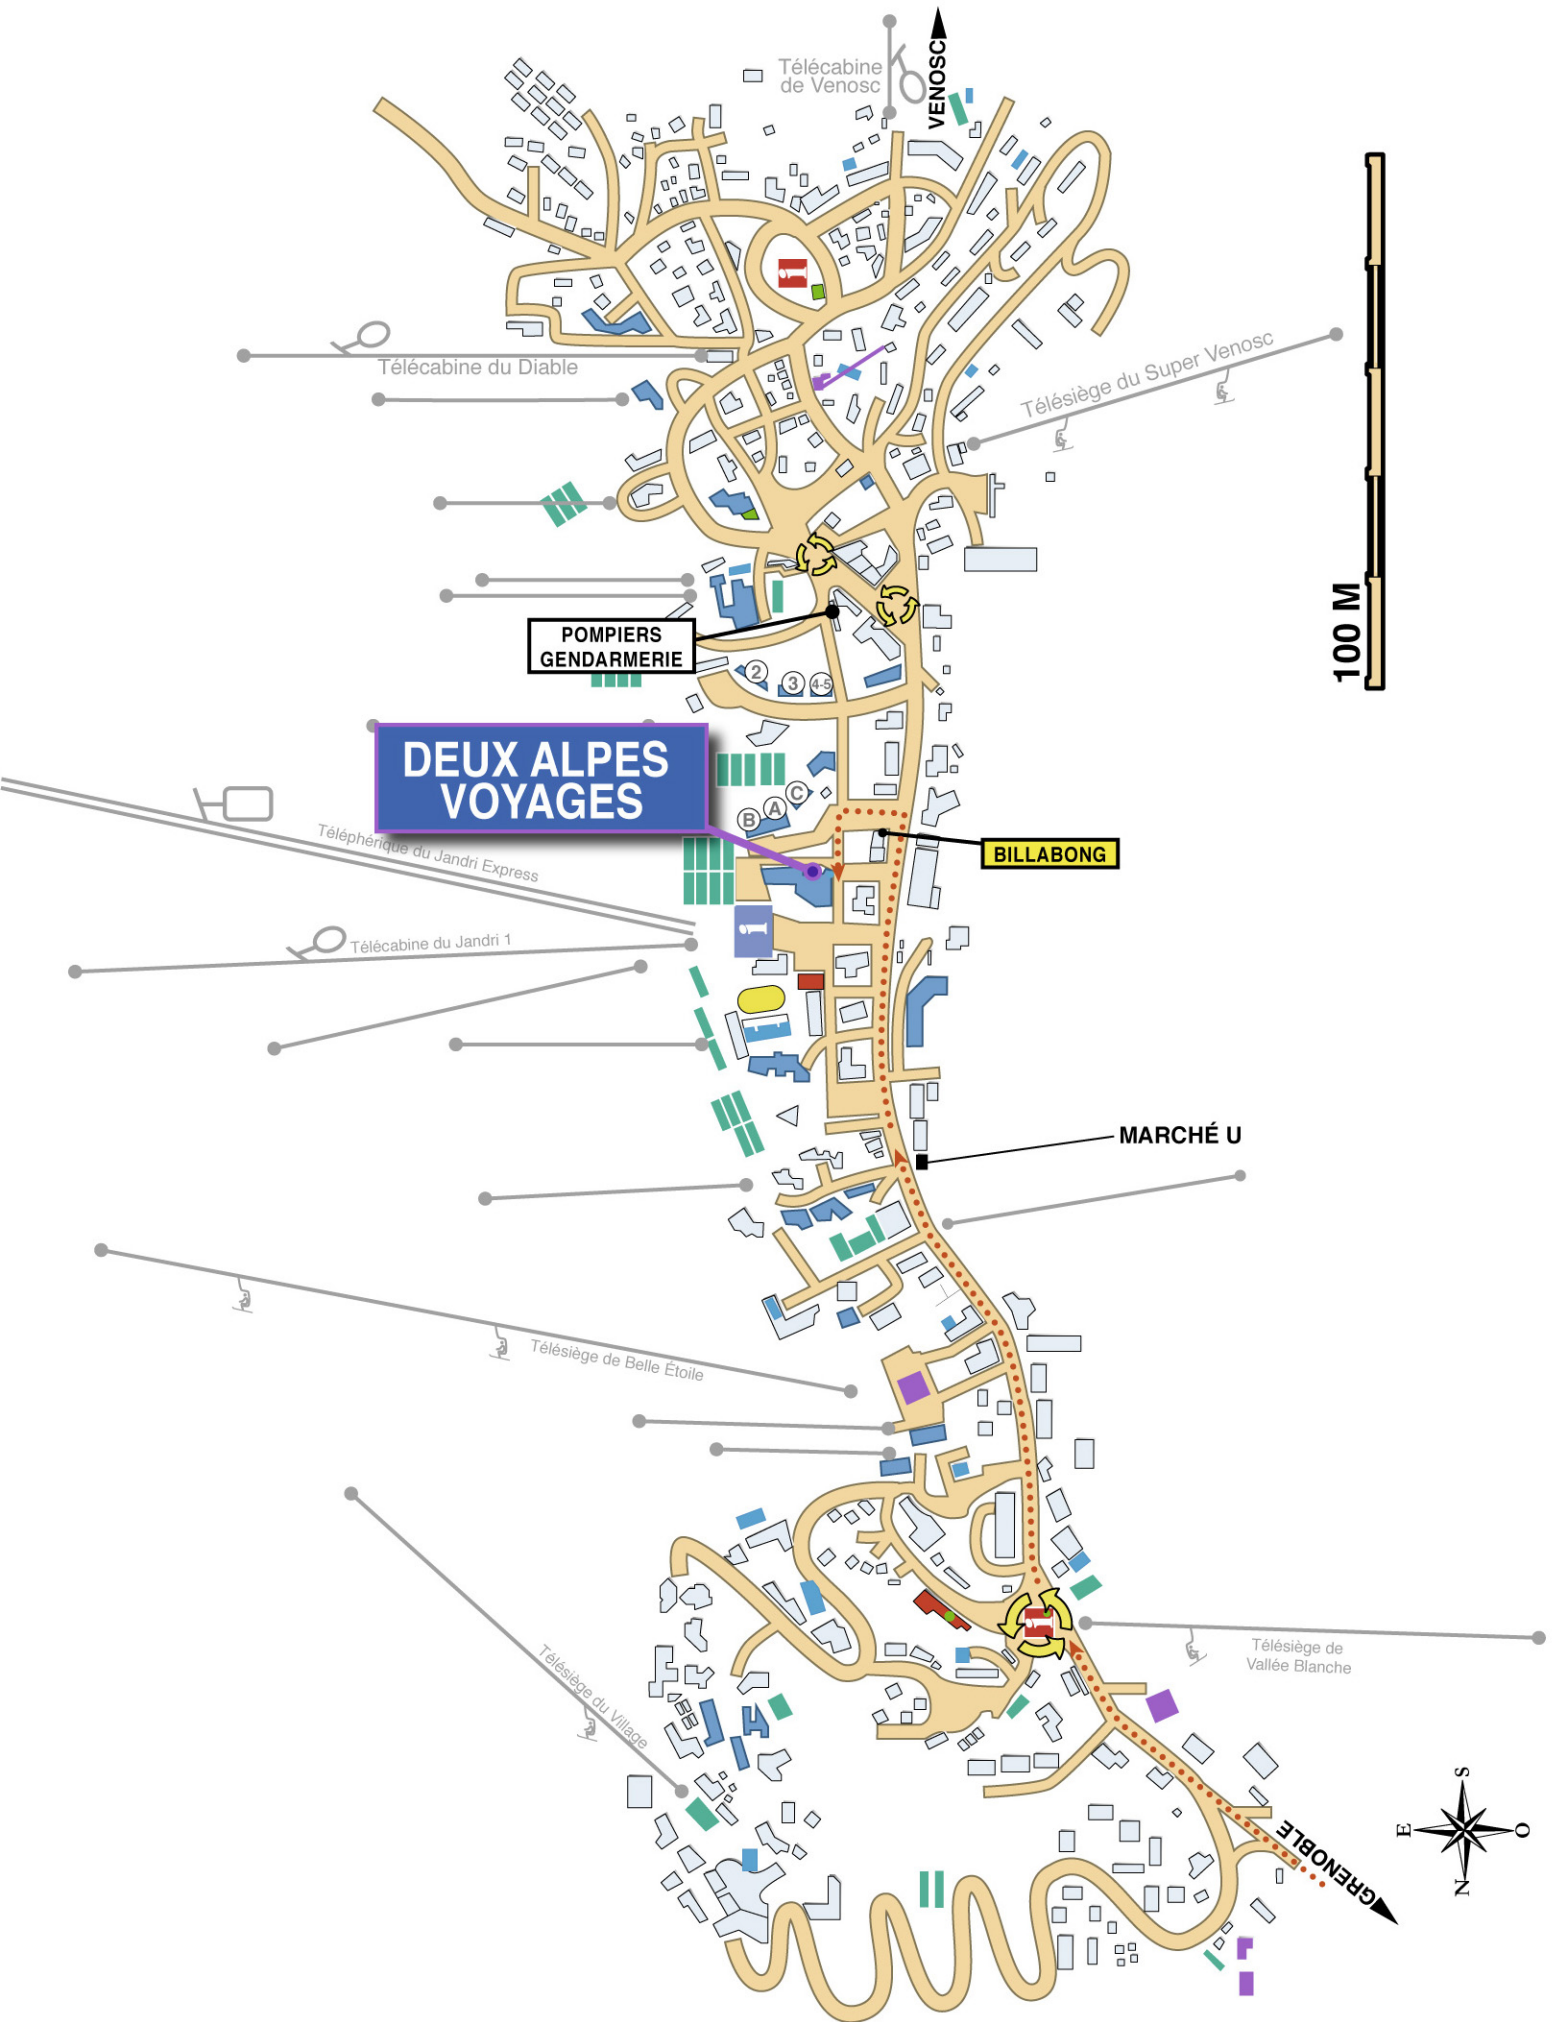 Télécabine
de Venosc
VENOSC
Télécabine du Diable
Télésiège du Super Venosc
100 M
POMPIERS
GENDARMERIE
2
3
4-5
DEUX ALPES
VOYAGES
C
A
B
BILLABONG
Téléphérique du Jandri Express
i
i
Télécabine du Jandri 1
MARCHÉ U
Télésiège de Belle Étoile
i
Télésiège de
Vallée Blanche
Télésiège du Village
GRENOBLE
S
E
O
N